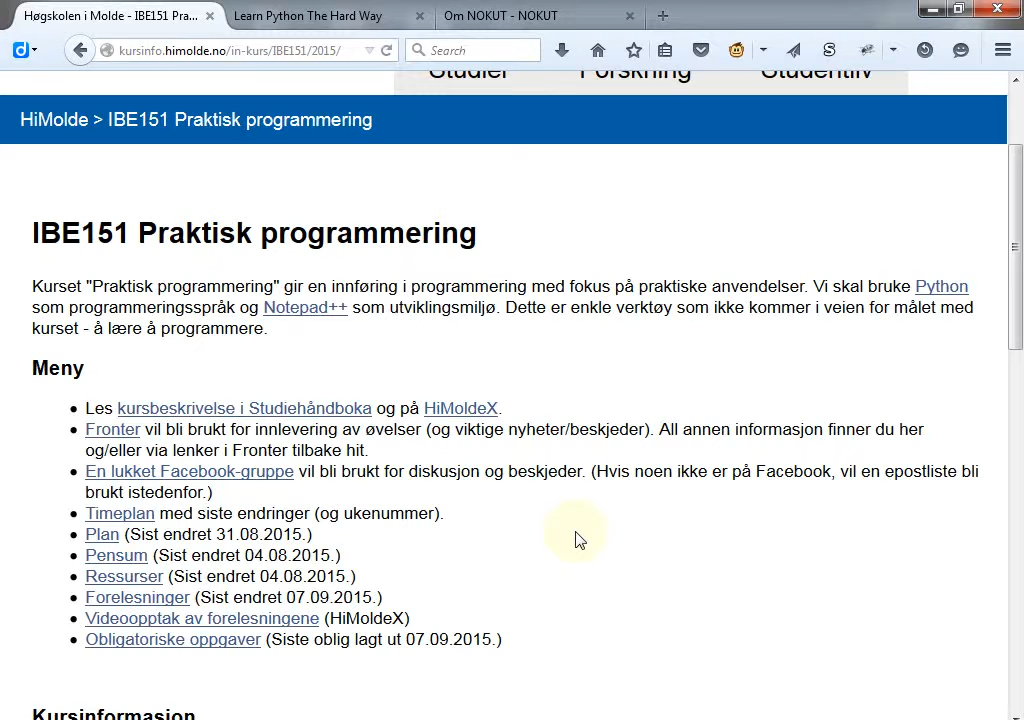 Høgskolen i Molde - IBE151 Pra...
Learn Python The Hard Way
Om NOKUT - NOKUT
kursinfo.himolde.no/in-kurs/IBE151/2015/
Search
Studier Forskning Studentliv
HiMolde > IBE151 Praktisk programmering
IBE151 Praktisk programmering
Kurset "Praktisk programmering" gir en innføring i programmering med fokus på praktiske anvendelser. Vi skal bruke Python
som programmeringsspråk og Notepad++ som utviklingsmiljø. Dette er enkle verktøy som ikke kommer i veien for målet med
kurset - å lære å programmere.
Meny
Les kursbeskrivelse i Studiehåndboka og på HiMoldeX.
Fronter vil bli brukt for innlevering av øvelser (og viktige nyheter/beskjeder). All annen informasjon finner du her
og/eller via lenker i Fronter tilbake hit.
En lukket Facebook-gruppe vil bli brukt for diskusjon og beskjeder. (Hvis noen ikke er på Facebook, vil en epostliste bli
brukt istedenfor.)
Timeplan med siste endringer (og ukenummer).
Plan (Sist endret 31.08.2015.)
Pensum (Sist endret 04.08.2015.)
Ressurser (Sist endret 04.08.2015.)
Forelesninger (Sist endret 07.09.2015.)
Videoopptak av forelesningene (HiMoldeX)
Obligatoriske oppgaver (Siste oblig lagt ut 07.09.2015.)
Kursinformasjon